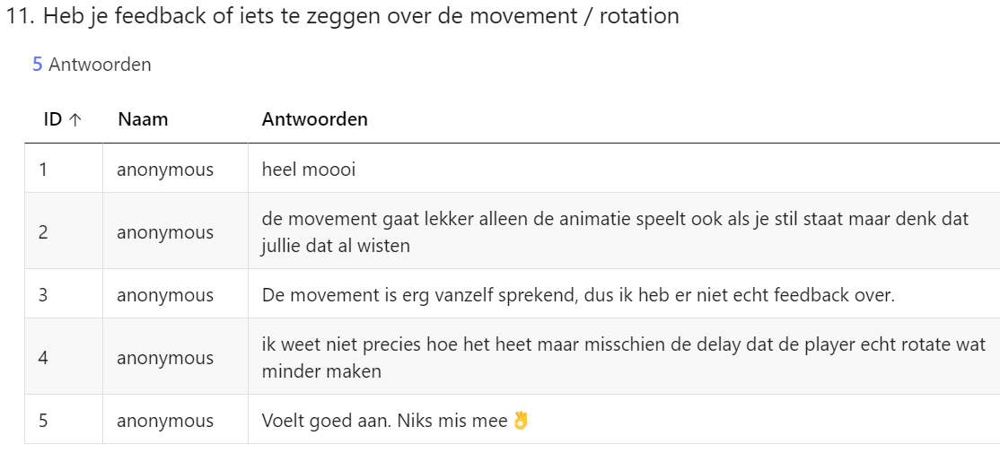 11. Heb je feedback of iets te zeggen over de movement / rotation
5 Antwoorden
ID ↑ Naam Antwoorden
1 anonymous heel moooi
2 anonymous de movement gaat lekker alleen de animatie speelt ook als je stil staat maar denk dat
jullie dat al wisten
3 anonymous De movement is erg vanzelf sprekend, dus ik heb er niet echt feedback over.
4 anonymous ik weet niet precies hoe het heet maar misschien de delay dat de player echt rotate wat
minder maken
5 anonymous Voelt goed aan. Niks mis mee👌